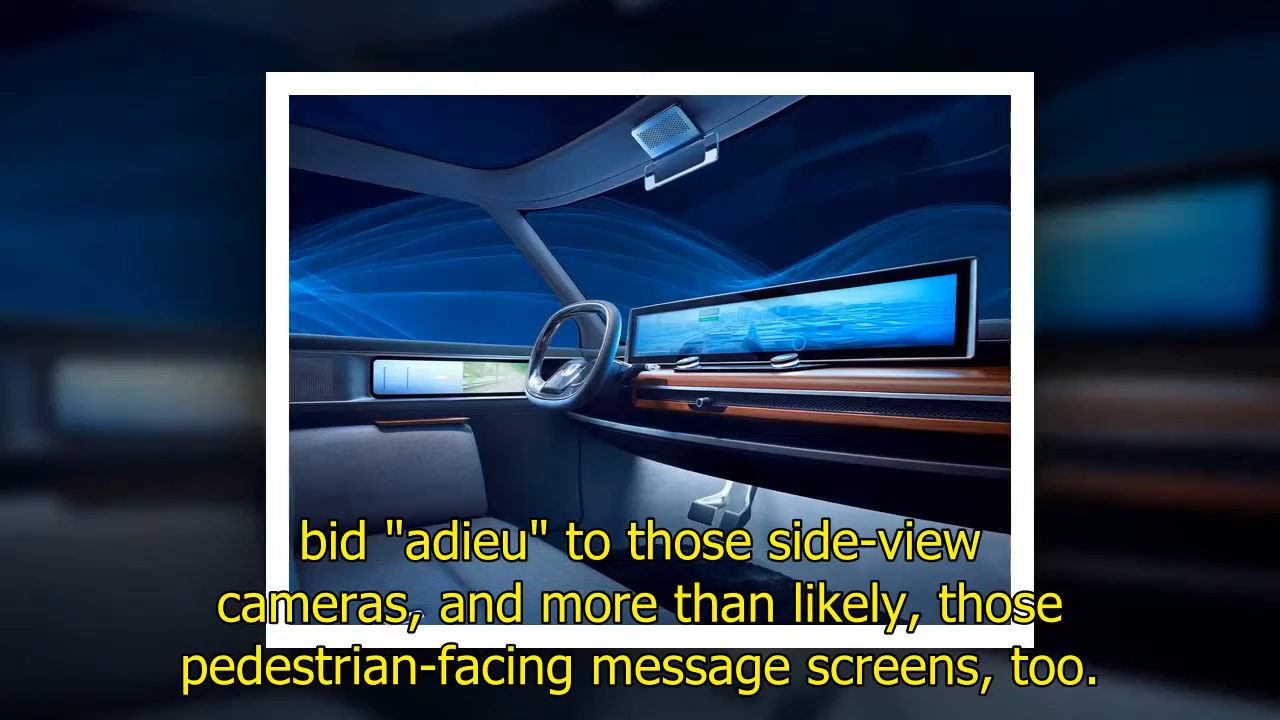 bid "adieu" to those side-view
cameras, and more than likely, those
pedestrian-facing message screens, too.